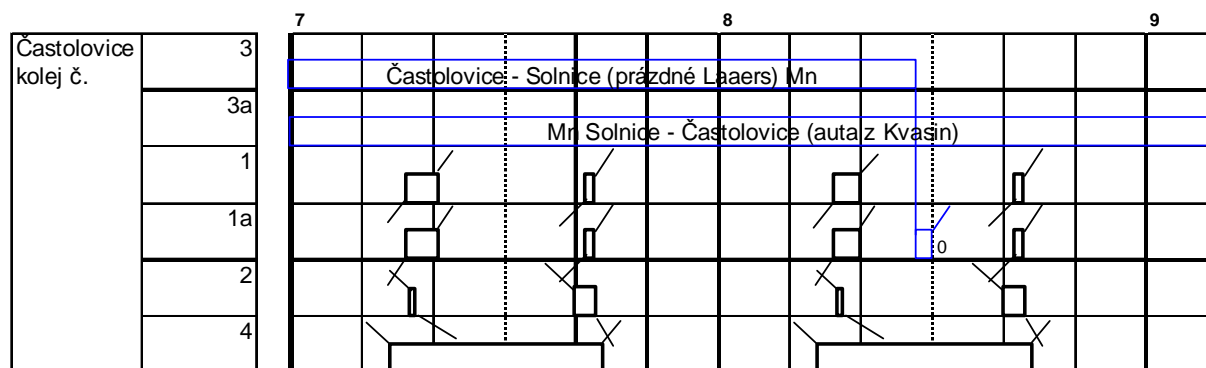 7 8 9
Častolovice
kolej č.
3
Častolovice - Solnice (prázdné Laaers) Mn
3a
Mn Solnice - Častolovice (auta z Kvasin)
1
1a
0
2
4